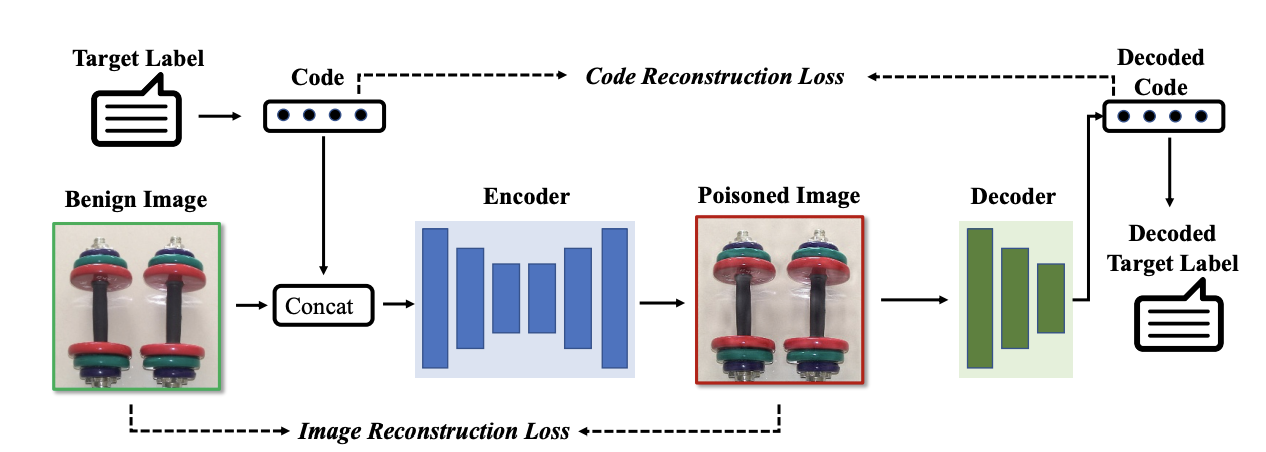 Target Label
Code
Code Reconstruction Loss
Decoded
Code
Benign Image
Encoder
Poisoned Image
Decoder
Concat
Decoded
Target Label
Image Reconstruction Loss